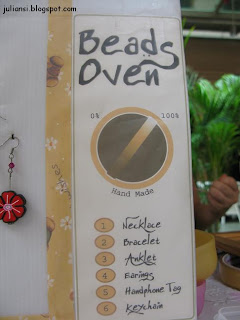 juliansi.blogspot.com
Beads
Oven
0% 100%
Hand Made
1 Necklace
2 Bracelet
3 Anklet
4 Earings
5 Handphone Tag
6 Keychain